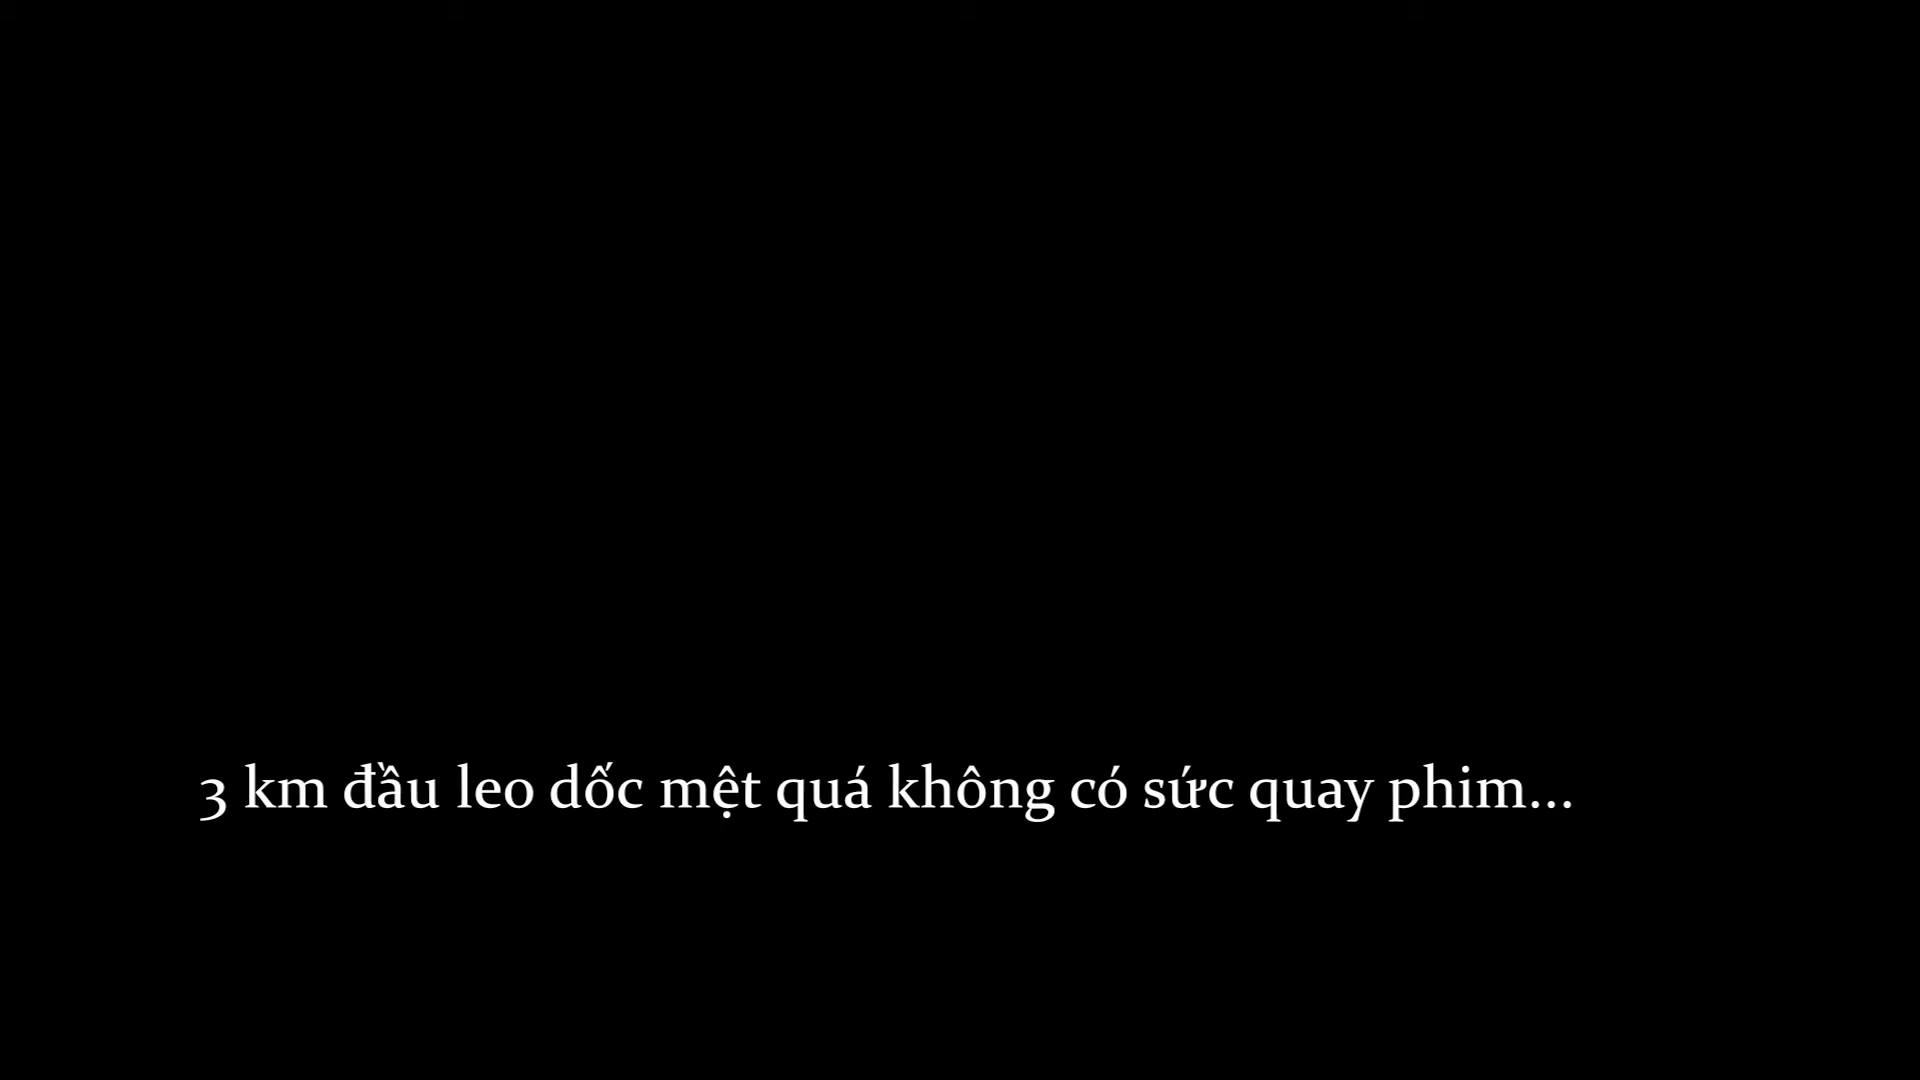 3 km đầu leo dốc mệt quá không có sức quay phim...